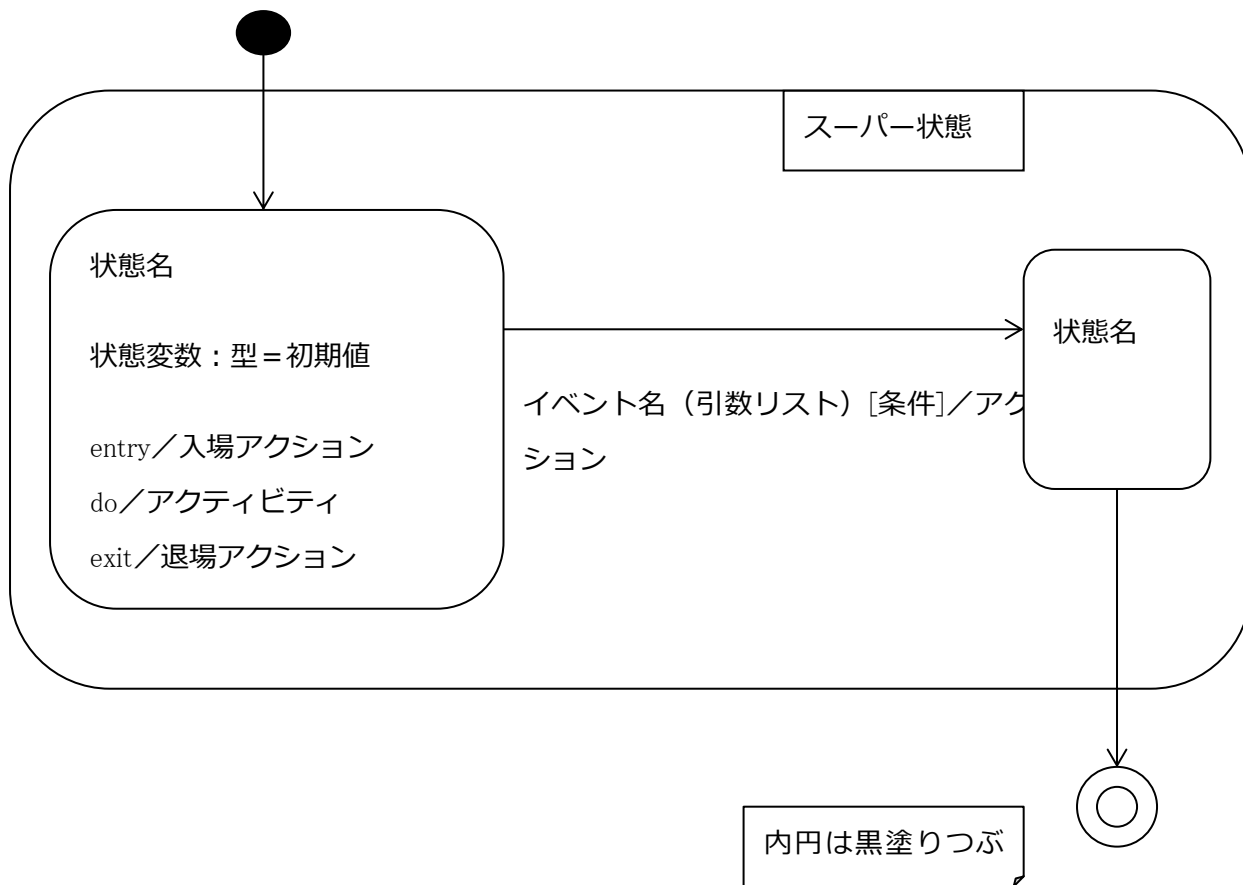 スーパー状態
状態名
状態変数：型＝初期値
entry／入場アクション
do／アクティビティ
exit／退場アクション
イベント名（引数リスト）[条件]／アク
ション
状態名
内円は黒塗りつぶ